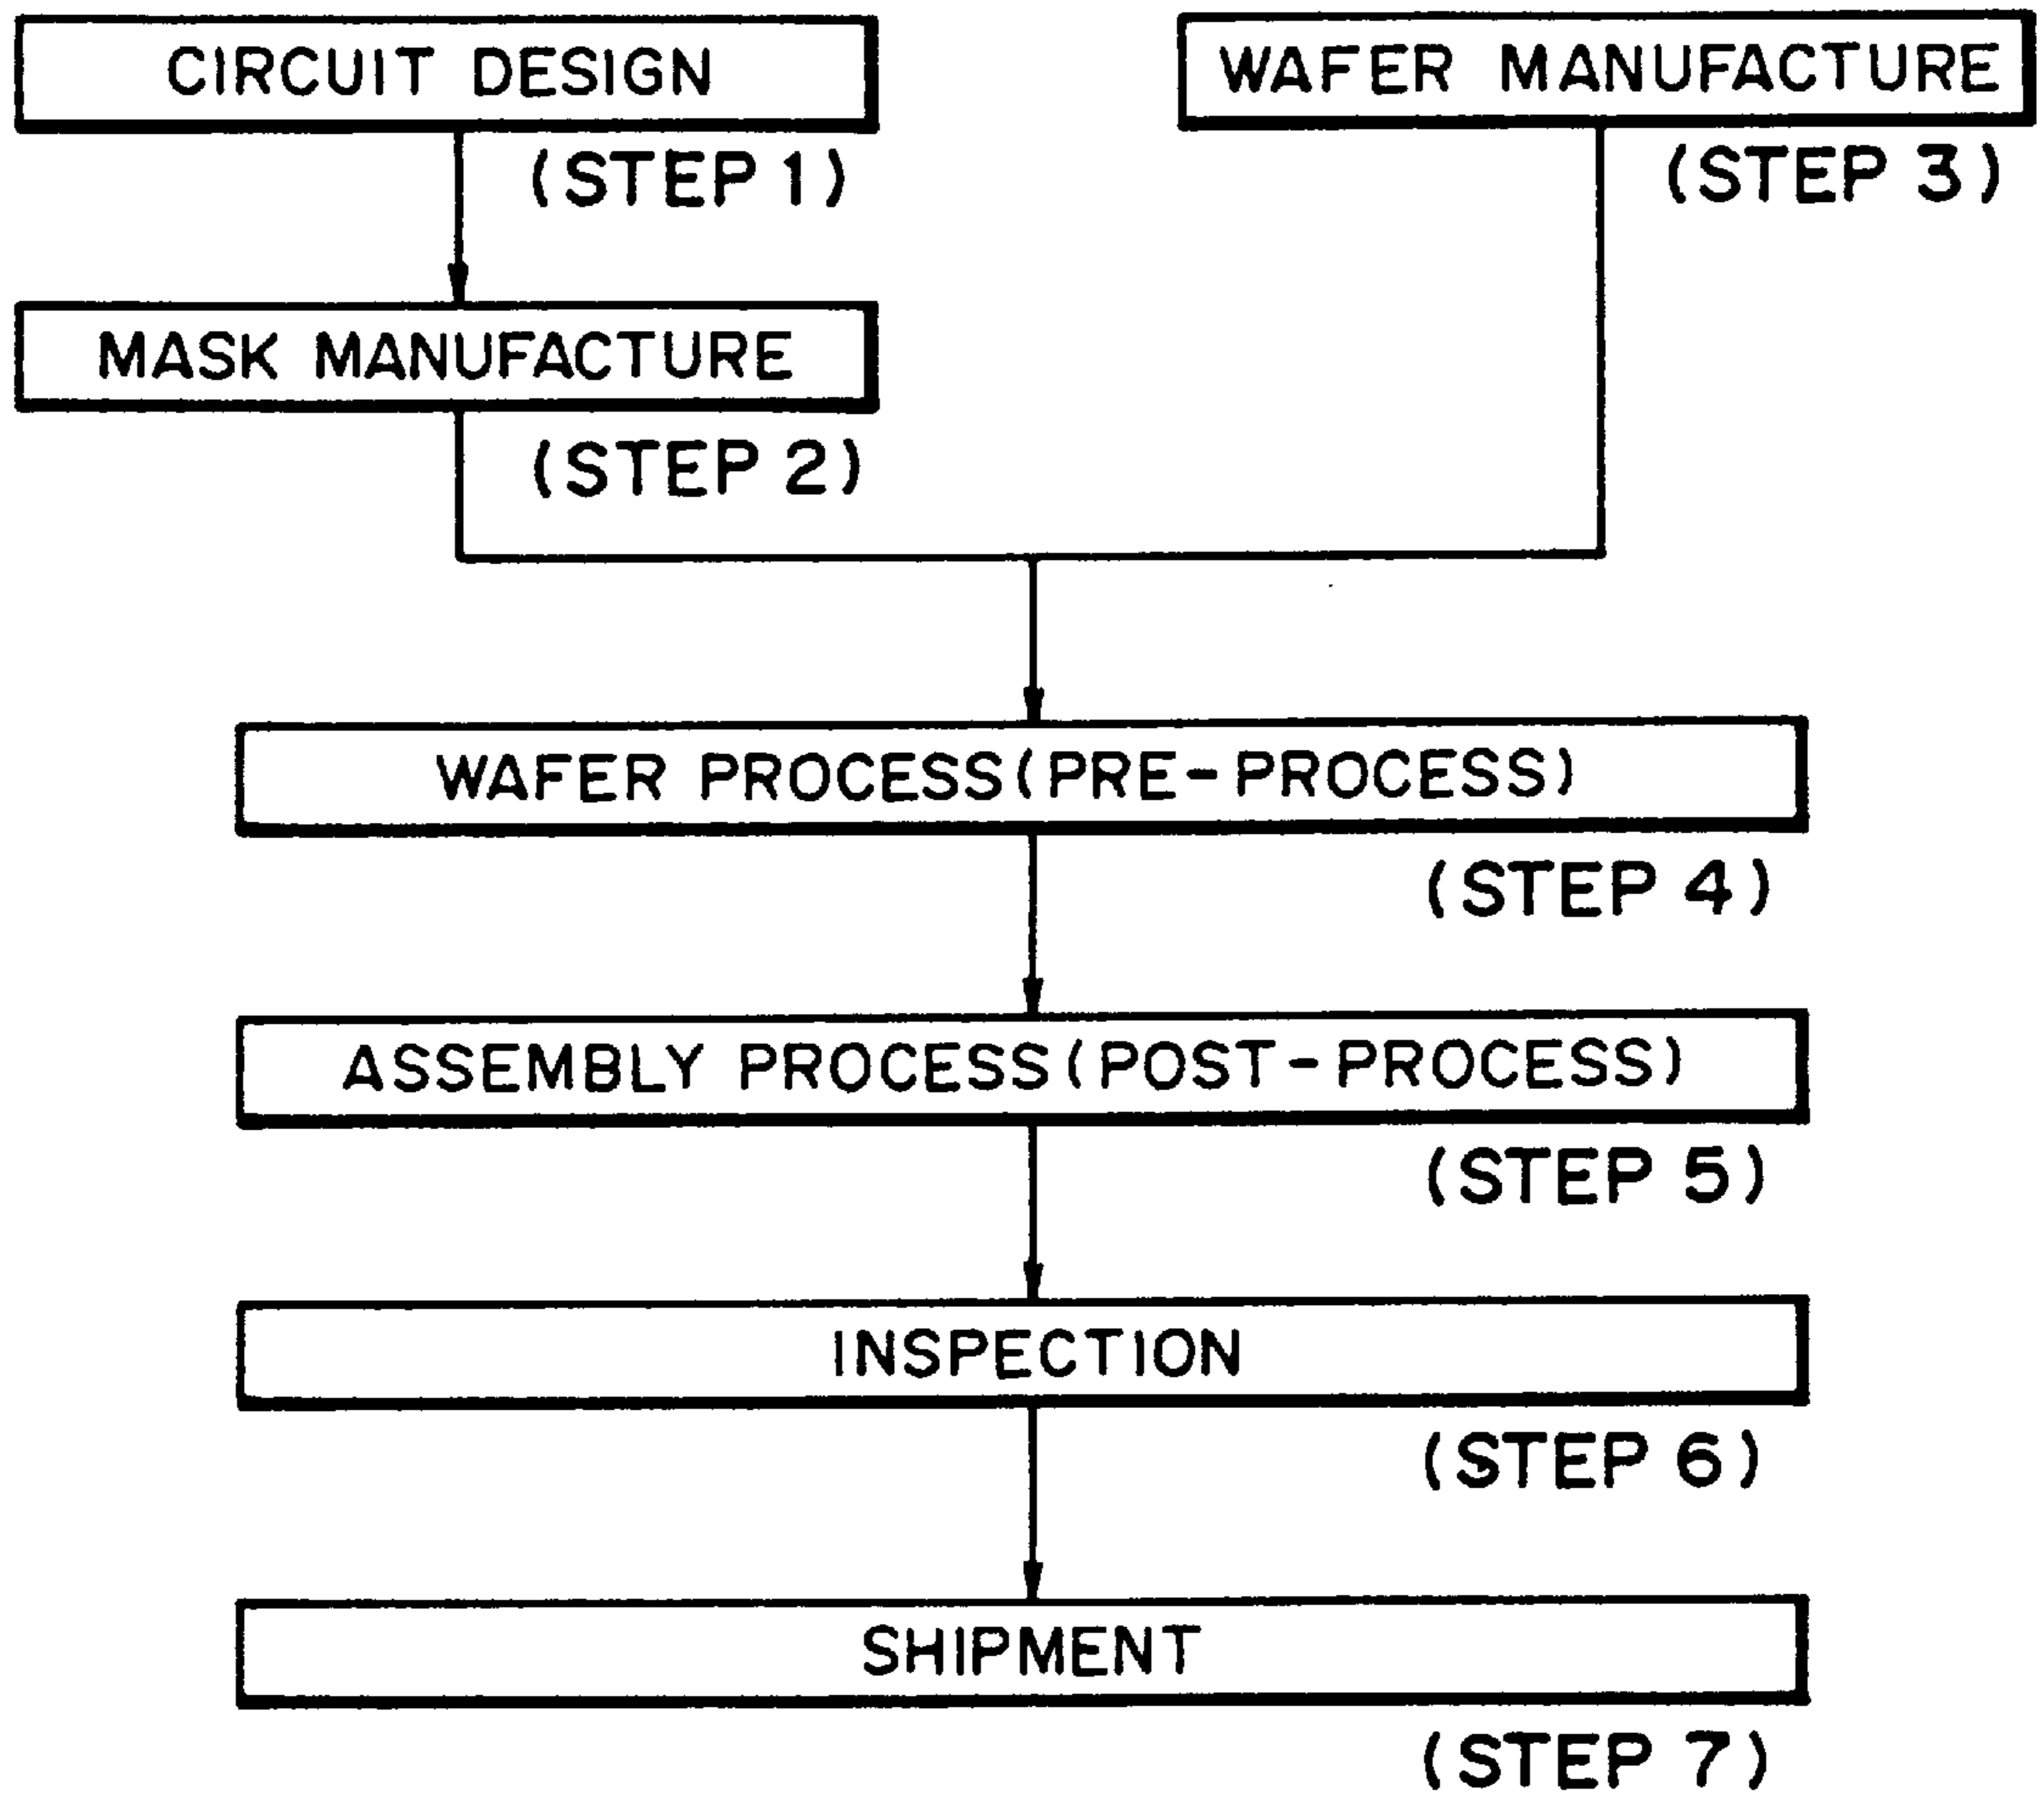 CIRCUIT DESIGN
(STEP 1)
MASK MANUFACTURE
(STEP 2)
WAFER MANUFACTURE
(STEP 3)
WAFER PROCESS(PRE-PROCESS)
(STEP 4)
ASSEMBLY PROCESS(POST-PROCESS)
(STEP 5)
INSPECTION
(STEP 6)
SHIPMENT
(STEP 7)